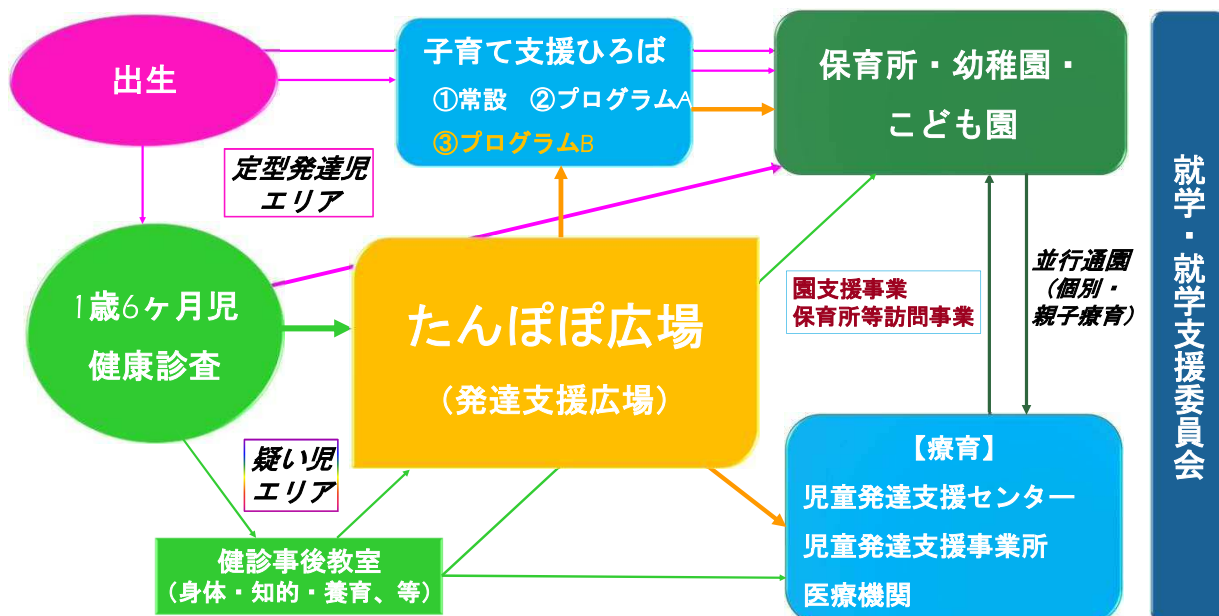 出生
子育て支援ひろば
①常設 ②プログラムA
③プログラムB
保育所・幼稚園・
こども園
定型発達児
エリア
1歳6ヶ月児
健康診査
たんぽぽ広場
（発達支援広場）
園支援事業
保育所等訪問事業
並行通園
（個別・
親子療育）
疑い児
エリア
健診事後教室
（身体・知的・養育、等）
【療育】
児童発達支援センター
児童発達支援事業所
医療機関
就学・就学支援委員会